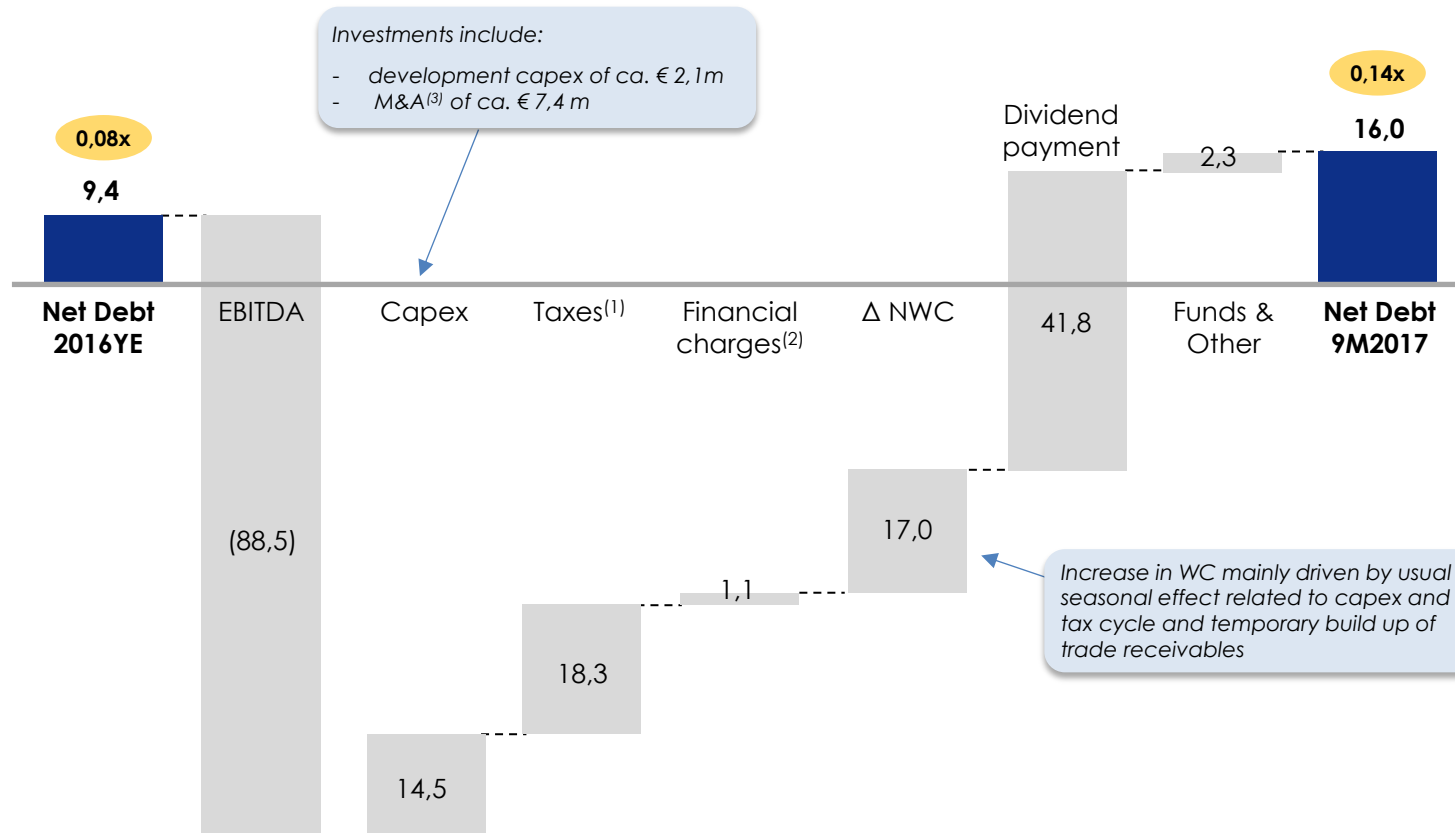 Investments include:
- development capex of ca. € 2,1m
- M&A(3) of ca. € 7,4 m
0,08x
9,4
Dividend
payment
2,3
0,14x
16,0
Net Debt
2016YE
EBITDA
Capex
Taxes(1)
Financial
charges(2)
Δ NWC
41,8
Funds &
Other
Net Debt
9M2017
(88,5)
14,5
18,3
1,1
17,0
Increase in WC mainly driven by usual
seasonal effect related to capex and
tax cycle and temporary build up of
trade receivables